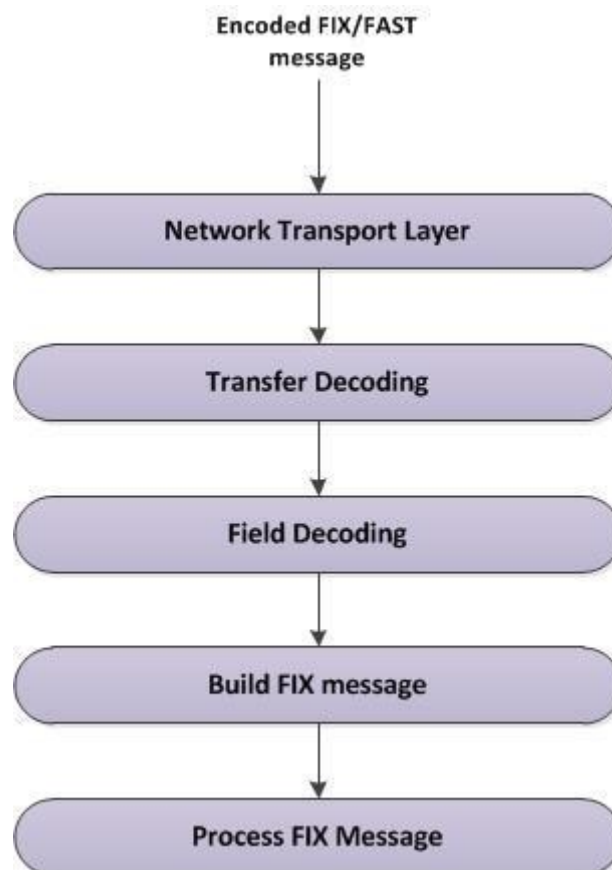 Encoded FIX/FAST
message
Network Transport Layer
Transfer Decoding
Field Decoding
Build FIX message
Process FIX Message